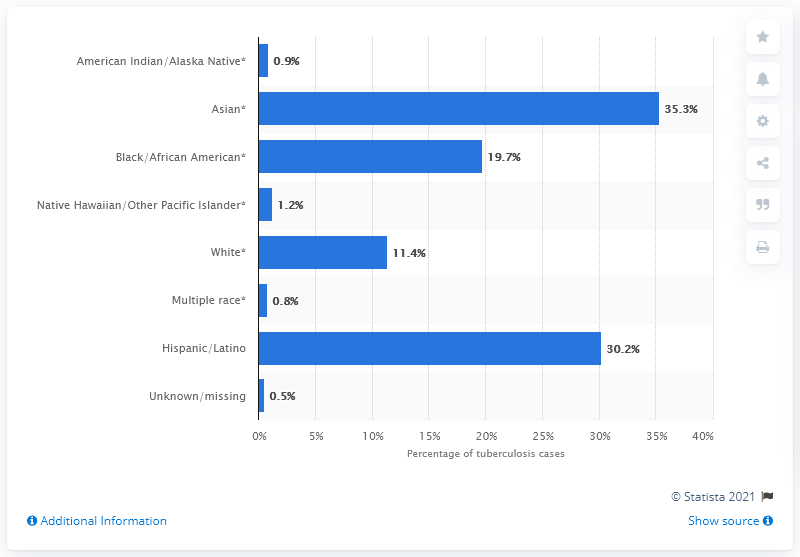 American Indian/Alaska Native* 0.9%
Asian* 35.3%
Black/African American* 19.7%
Native Hawaiian/Other Pacific Islander* 1.2%
White* 11.4%
Multiple race* 0.8%
Hispanic/Latino 30.2%
Unknown/missing 0.5%
0% 5% 10% 15% 20% 25% 30% 35% 40%
Percentage of tuberculosis cases
© Statista 2021
Additional Information Show source